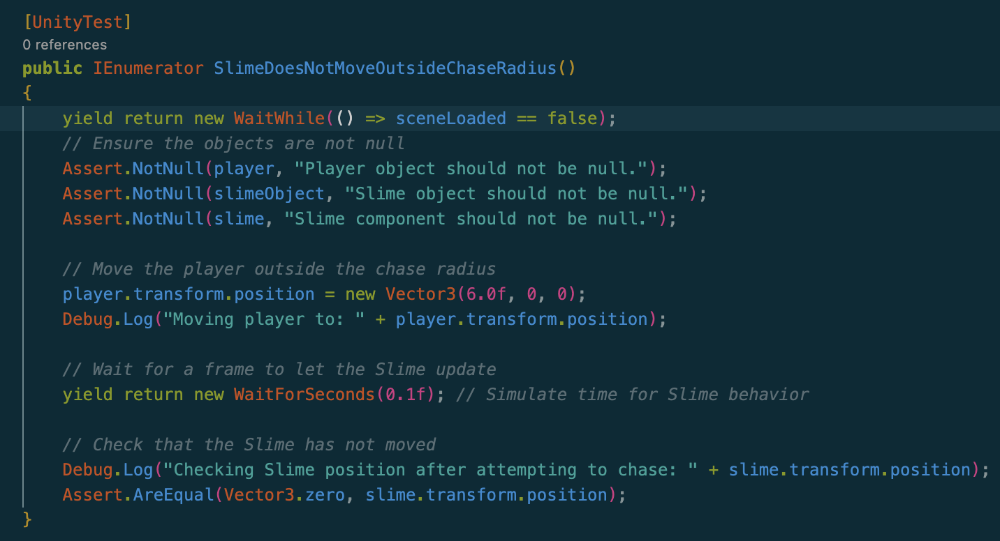 [UnityTest]
0 references
public IEnumerator SlimeDoesNotMoveOutsideChaseRadius()
{
    yield return new WaitWhile(() => sceneLoaded == false);
    // Ensure the objects are not null
    Assert.NotNull(player, "Player object should not be null.");
    Assert.NotNull(slimeObject, "Slime object should not be null.");
    Assert.NotNull(slime, "Slime component should not be null.");

    // Move the player outside the chase radius
    player.transform.position = new Vector3(6.0f, 0, 0);
    Debug.Log("Moving player to: " + player.transform.position);

    // Wait for a frame to let the Slime update
    yield return new WaitForSeconds(0.1f); // Simulate time for Slime behavior

    // Check that the Slime has not moved
    Debug.Log("Checking Slime position after attempting to chase: " + slime.transform.position);
    Assert.AreEqual(Vector3.zero, slime.transform.position);
}